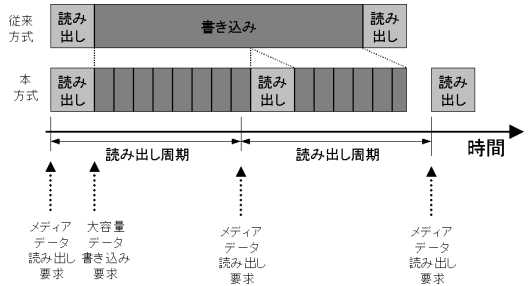 従来
方式
読み
出し
書き込み
読み
出し
本
方式
読み
出し
読み
出し
読み
出し
時間
読み出し周期
読み出し周期
メディア
データ
読み出し
要求
大容量
データ
書き込み
要求
メディア
データ
読み出し
要求
メディア
データ
読み出し
要求